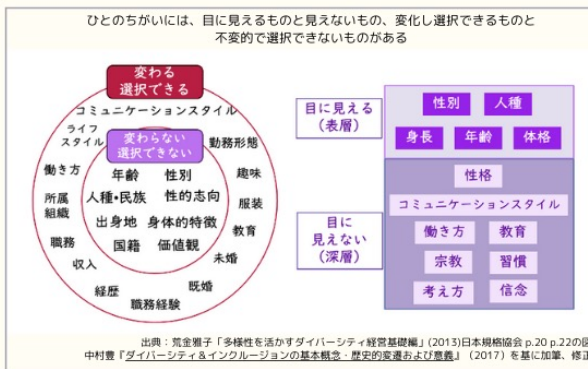 ひとのちがいには、目に見えるものと見えないもの、変化し選択できるものと
不変的で選択できないものがある
変わる
選択できる
コミュニケーションスタイル
ライフ
スタイル
変わらない
選択できない
勤務形態
働き方
年齢 性別
趣味
所属
組織
人種・民族 性的志向
服装
出身地 身体的特徴
教育
職務
国籍 価値観
未婚
収入
既婚
経歴
職務経験
目に見える
(表層)
性別 人種
身長 年齢 体格
目に
見えない
(深層)
性格
コミュニケーションスタイル
働き方 教育
宗教 習慣
考え方 信念
出典:荒金雅子「多様性を活かすダイバーシティ経営基礎編」(2013)日本規格協会 p.20 p.22の図
中村豊『ダイバーシティ&インクルージョンの基本概念・歴史的変遷および意義』(2017)を基に加筆、修正